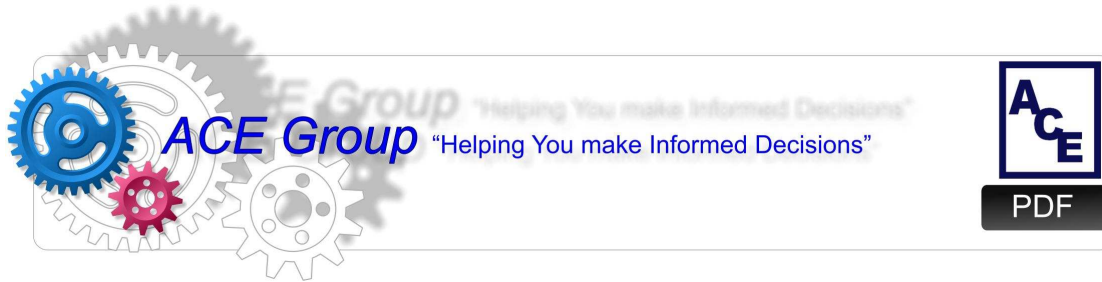 ACE Group “Helping You make Informed Decisions”
ACE
PDF